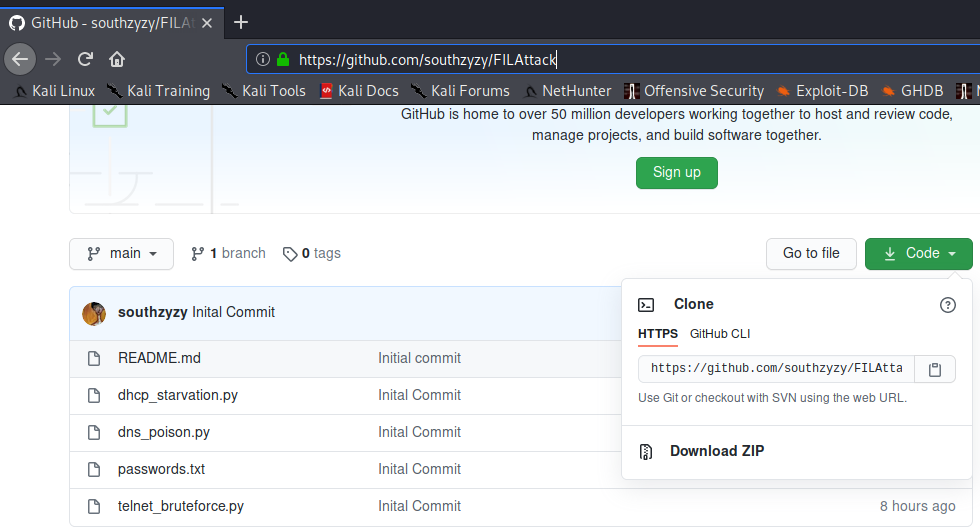 GitHub - southzyzy/FILAt
https://github.com/southzyzy/FILAttack
Kali Linux Kali Training Kali Tools Kali Docs Kali Forums NetHunter Offensive Security Exploit-DB GHDB
GitHub is home to over 50 million developers working together to host and review code,
manage projects, and build software together.
Sign up
main 1 branch 0 tags Go to file Code
southzyzy Inital Commit
Clone
HTTPS GitHub CLI
https://github.com/southzyzy/FILAtta
Use Git or checkout with SVN using the web URL.
Download ZIP
README.md Initial commit
dhcp_starvation.py Inital Commit
dns_poison.py Inital Commit
passwords.txt Inital Commit
telnet_bruteforce.py Inital Commit 8 hours ago